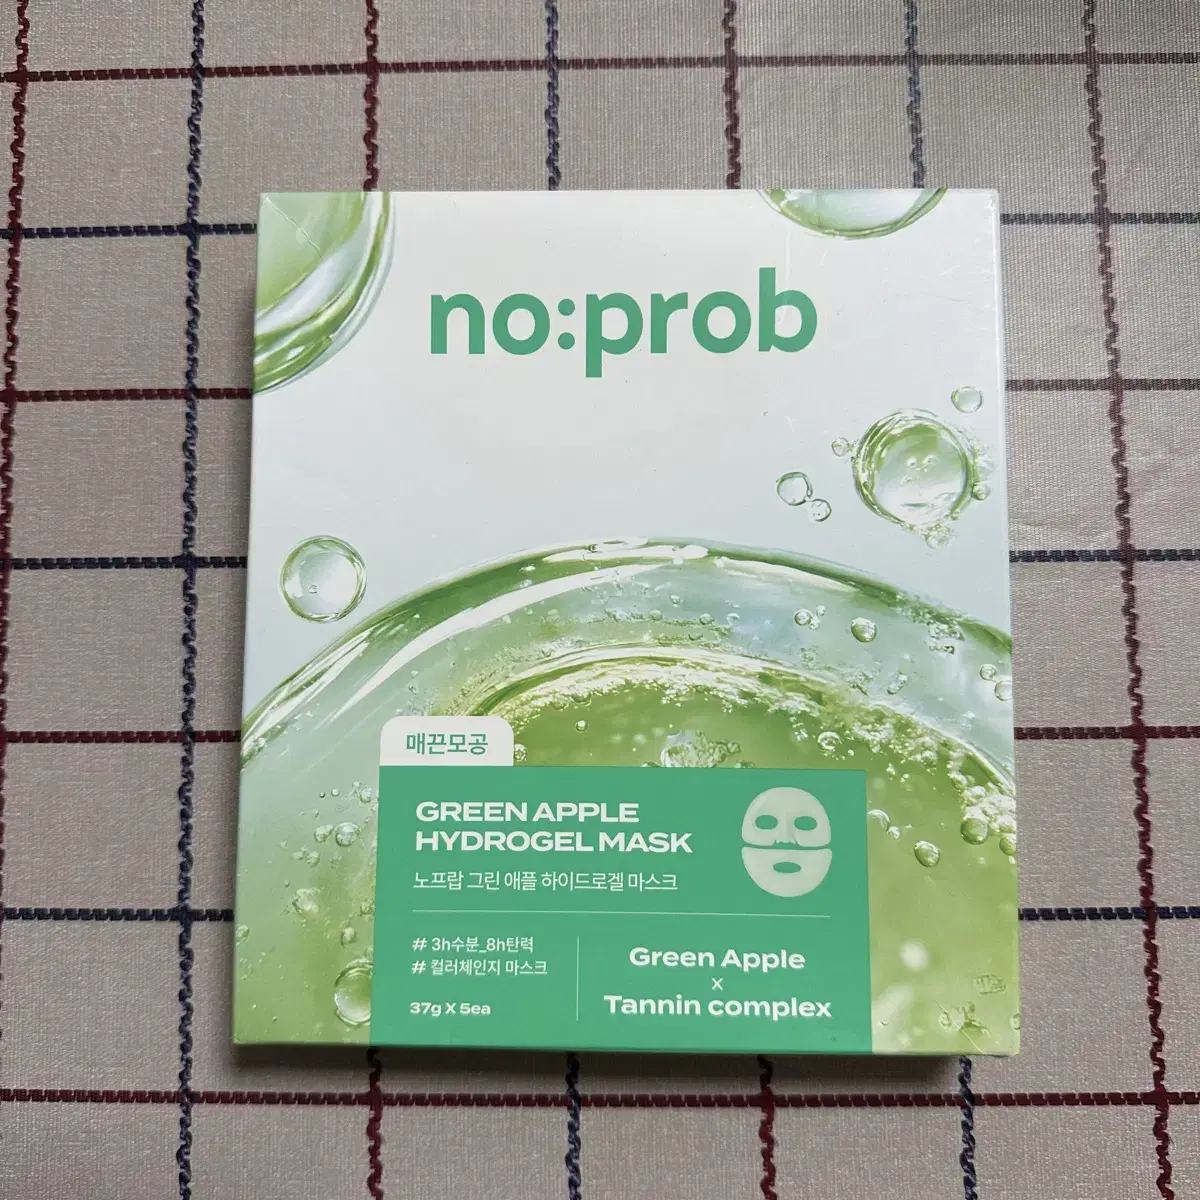 no:prob
매끈모공
GREEN APPLE
HYDROGEL MASK
노프랍 그린 애플 하이드로겔 마스크
# 3h수분_8h탄력
# 컬러체인지 마스크
37g X 5ea
Green Apple
x
Tannin complex